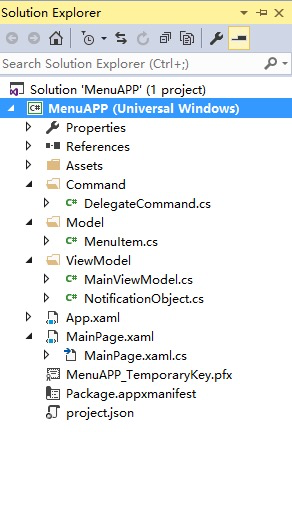 Solution Explorer
Search Solution Explorer (Ctrl+;)
Solution 'MenuAPP' (1 project)
C# MenuAPP (Universal Windows)
Properties
References
Assets
Command
C# DelegateCommand.cs
Model
C# MenuItem.cs
ViewModel
C# MainViewModel.cs
C# NotificationObject.cs
App.xaml
MainPage.xaml
MainPage.xaml.cs
MenuAPP_TemporaryKey.pfx
Package.appxmanifest
project.json